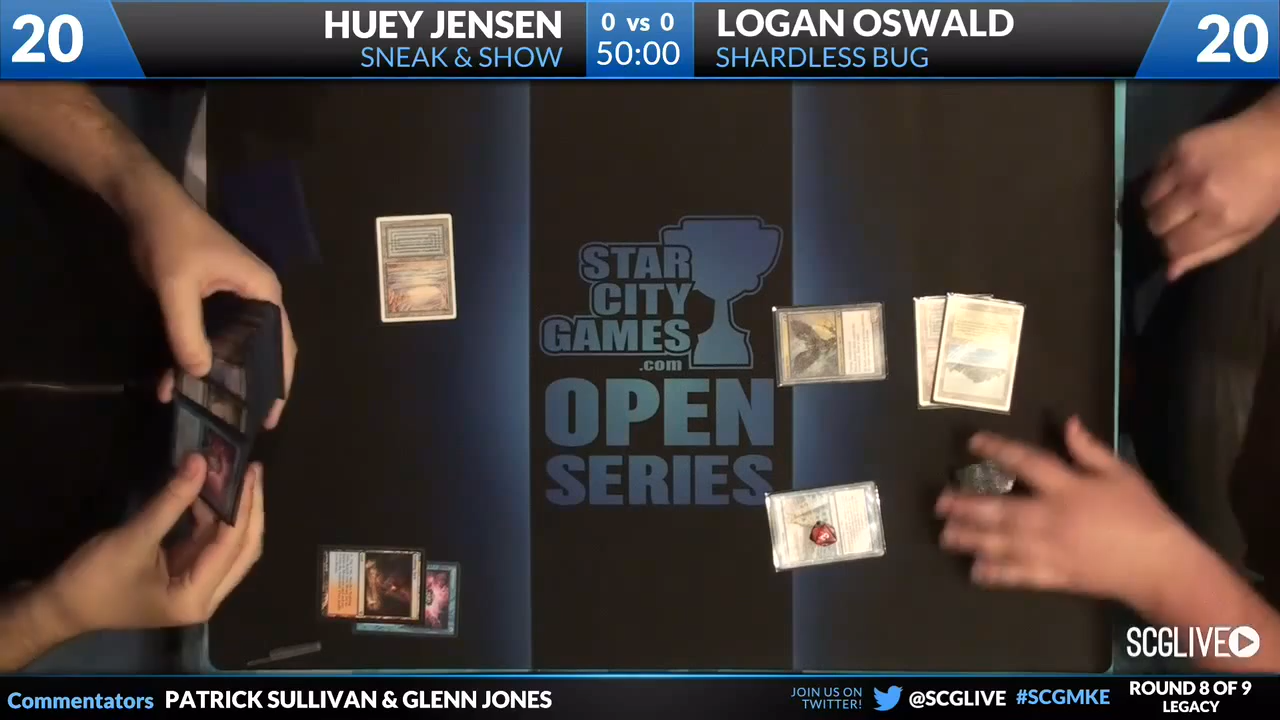 20
HUEY JENSEN
SNEAK & SHOW
0 vs 0
50:00
LOGAN OSWALD
SHARDLESS BUG
20
STAR
CITY
GAMES
.com
OPEN
SERIES
SCGLIVE
Commentators PATRICK SULLIVAN & GLENN JONES
JOIN US ON
TWITTER!
@SCGLIVE #SCGMKE
ROUND 8 OF 9
LEGACY